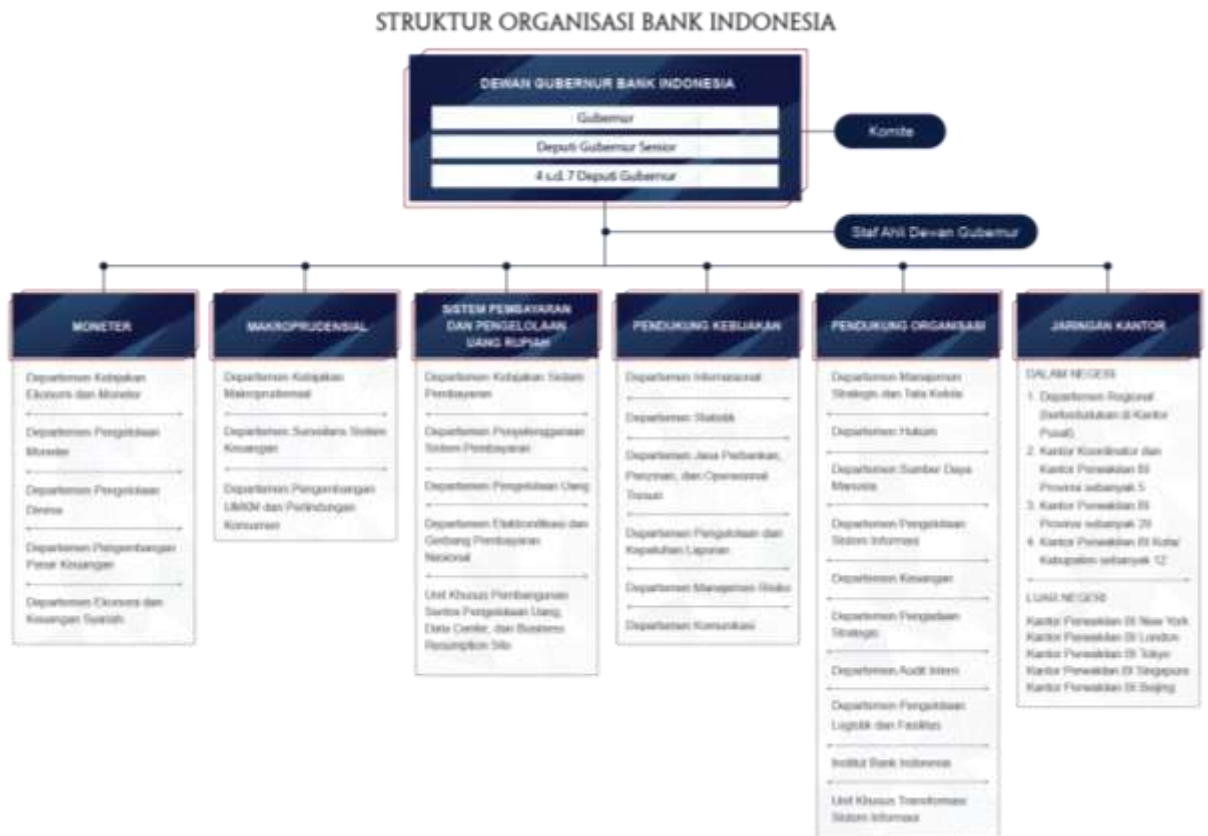 STRUKTUR ORGANISASI BANK INDONESIA
DEWAN GUBERNUR BANK INDONESIA
Gubernur
Deputi Gubernur Senior
4 s.d. 7 Deputi Gubernur
Komite
Staf Ahli Dewan Gubernur
MONETER
Departemen Kebijakan
Ekonomi dan Moneter
Departemen Pengelolaan
Moneter
Departemen Pengelolaan
Devisa
Departemen Pengembangan
Pasar Keuangan
Departemen Ekonomi dan
Keuangan Syariah
MAKROPRUDENSIAL
Departemen Kebijakan
Makroprudensial
Departemen Surveilans Sistem
Keuangan
Departemen Pengembangan
UMKM dan Perlindungan
Konsumen
SISTEM PEMBAYARAN
DAN PENGELOLAAN
UANG RUPIAH
Departemen Kebijakan Sistem
Pembayaran
Departemen Penyelenggaraan
Sistem Pembayaran
Departemen Pengelolaan Uang
Departemen Elektronifikasi dan
Gerbang Pembayaran
Nasional
Unit Khusus Pembangunan
Sentra Pengelolaan Uang,
Data Center, dan Business
Resumption Site
PENDUKUNG KEBIJAKAN
Departemen Internasional
Departemen Statistik
Departemen Jasa Perbankan,
Perizinan, dan Operasional
Tresuri
Departemen Pengelolaan dan
Kepatuhan Laporan
Departemen Manajemen Risiko
Departemen Komunikasi
PENDUKUNG ORGANISASI
Departemen Manajemen
Strategis dan Tata Kelola
Departemen Hukum
Departemen Sumber Daya
Manusia
Departemen Pengelolaan
Sistem Informasi
Departemen Keuangan
Departemen Pengadaan
Strategis
Departemen Audit Intern
Departemen Pengelolaan
Logistik dan Fasilitas
Institut Bank Indonesia
Unit Khusus Transformasi
Sistem Informasi
JARINGAN KANTOR
DALAM NEGERI
1. Departemen Regional
(berkedudukan di Kantor
Pusat)
2. Kantor Koordinator dan
Kantor Perwakilan BI
Provinsi sebanyak 5
3. Kantor Perwakilan BI
Provinsi sebanyak
4. Kantor Perwakilan BI Kota/
Kabupaten sebanyak 12
LUAR NEGERI
Kantor Perwakilan BI New York
Kantor Perwakilan BI London
Kantor Perwakilan BI Tokyo
Kantor Perwakilan BI Singapura
Kantor Perwakilan BI Beijing